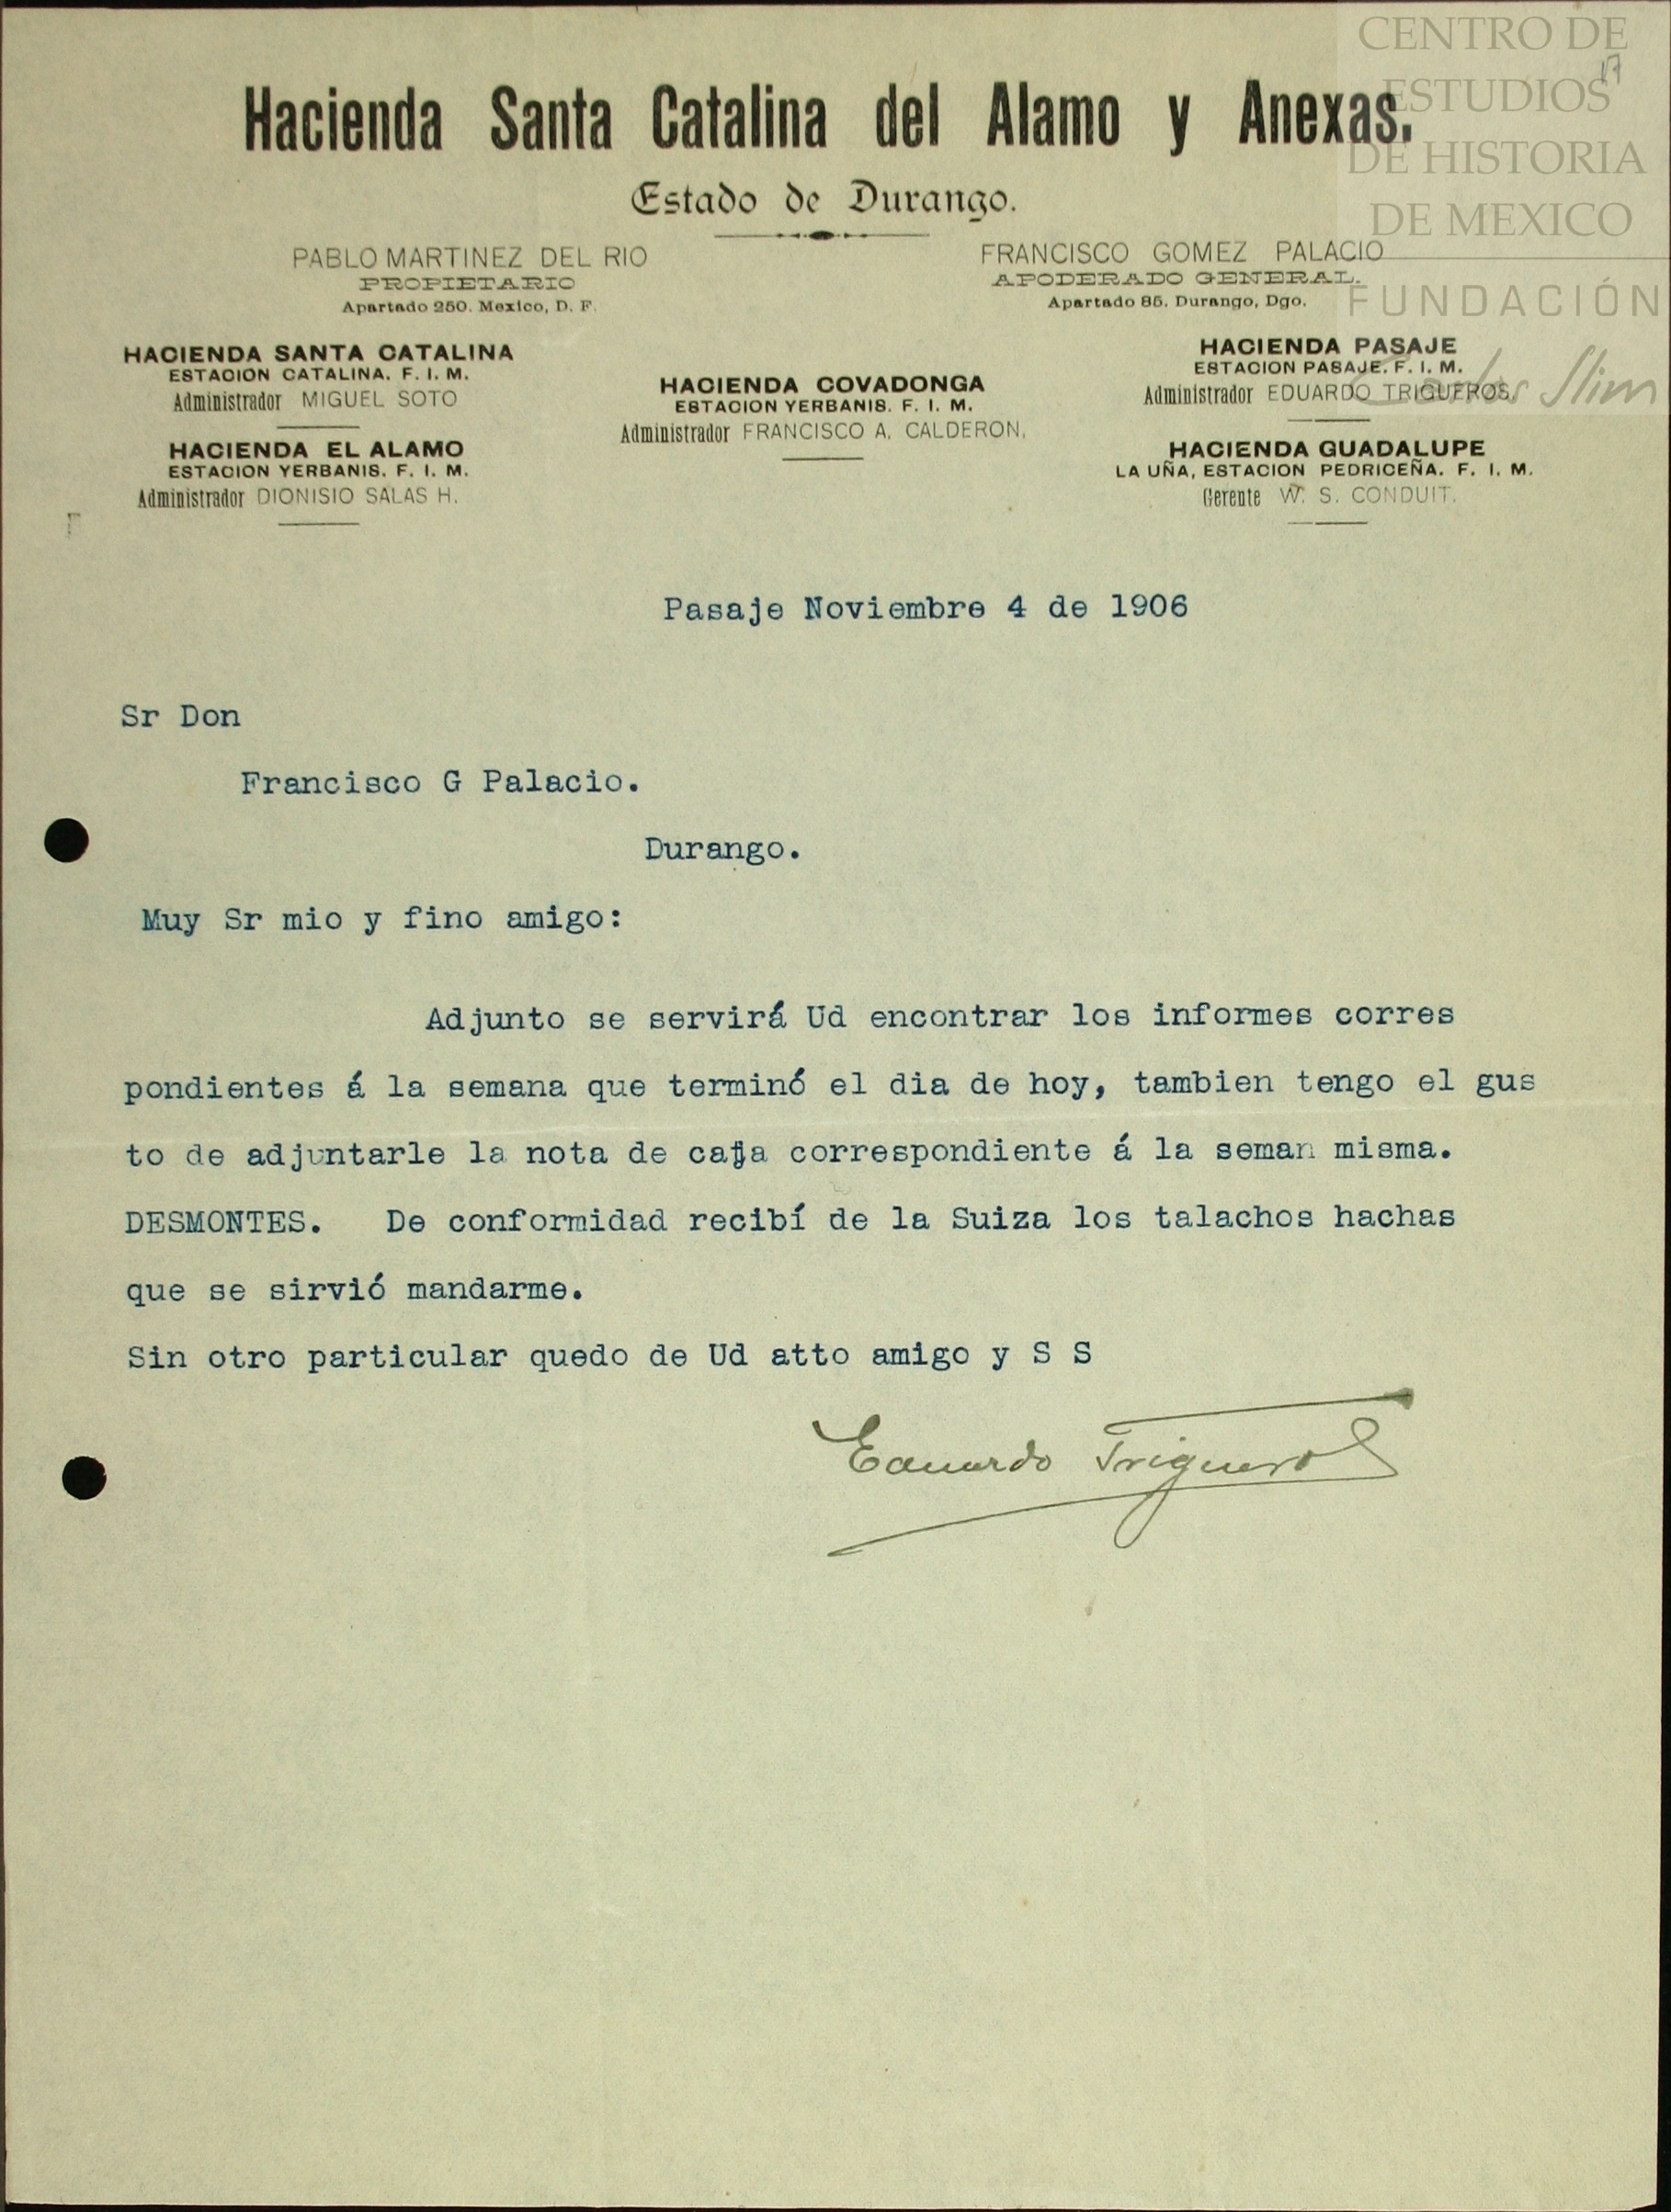 CENTRO DE
ESTUDIOS
DE HISTORIA
DE MEXICO
FUNDACIÓN
Carlos Slim
17
Hacienda Santa Catalina del Alamo y Anexas.
Estado de Durango.
PABLO MARTINEZ DEL RIO
PROPIETARIO
Apartado 250. Mexico, D. F.
FRANCISCO GOMEZ PALACIO
APODERADO GENERAL.
Apartado 85. Durango, Dgo.
HACIENDA SANTA CATALINA
ESTACION CATALINA. F. I. M.
Administrador MIGUEL SOTO
HACIENDA EL ALAMO
ESTACION YERBANIS. F. I. M.
Administrador DIONISIO SALAS H.
HACIENDA COVADONGA
ESTACION YERBANIS. F. I. M.
Administrador FRANCISCO A. CALDERON.
HACIENDA PASAJE
ESTACION PASAJE. F. I. M.
Administrador EDUARDO TRIGUEROS
HACIENDA GUADALUPE
LA UÑA, ESTACION PEDRICEÑA. F. I. M.
Gerente W. S. CONDUIT.
Pasaje Noviembre 4 de 1906
Sr Don
Francisco G Palacio.
Durango.
Muy Sr mio y fino amigo:
Adjunto se servirá Ud encontrar los informes corres
pondientes á la semana que terminó el dia de hoy, tambien tengo el gus
to de adjuntarle la nota de caja correspondiente á la seman misma.
DESMONTES. De conformidad recibí de la Suiza los talachos hachas
que se sirvió mandarme.
Sin otro particular quedo de Ud atto amigo y S S
Eduardo Trigueros